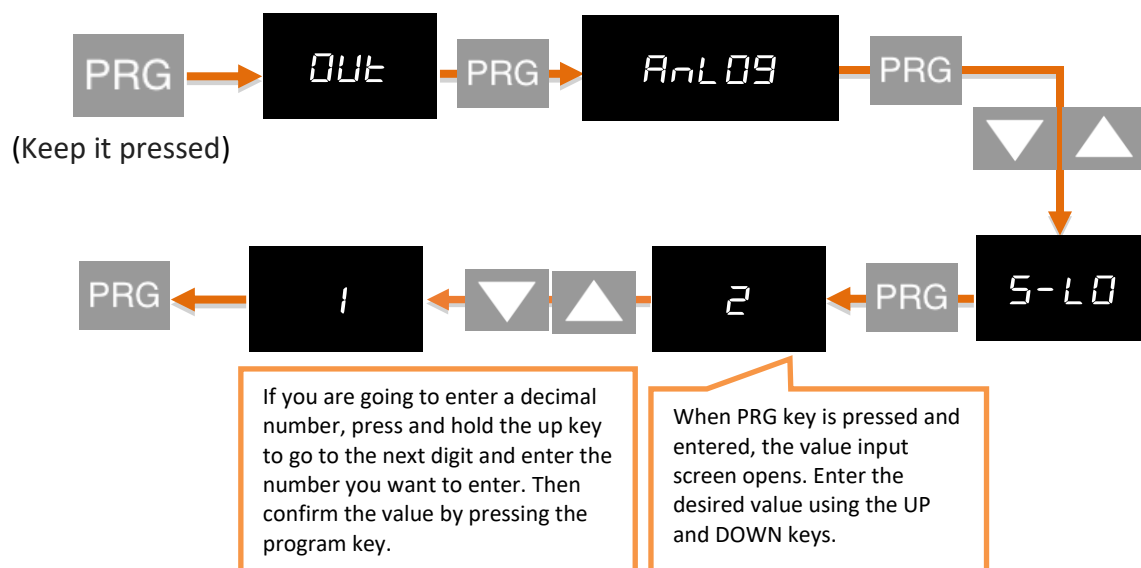 PRG
OUt
PRG
AnLO9
PRG
(Keep it pressed)
S-LO
PRG
2
1
PRG
When PRG key is pressed and
entered, the value input
screen opens. Enter the
desired value using the UP
and DOWN keys.
If you are going to enter a decimal
number, press and hold the up key
to go to the next digit and enter the
number you want to enter. Then
confirm the value by pressing the
program key.